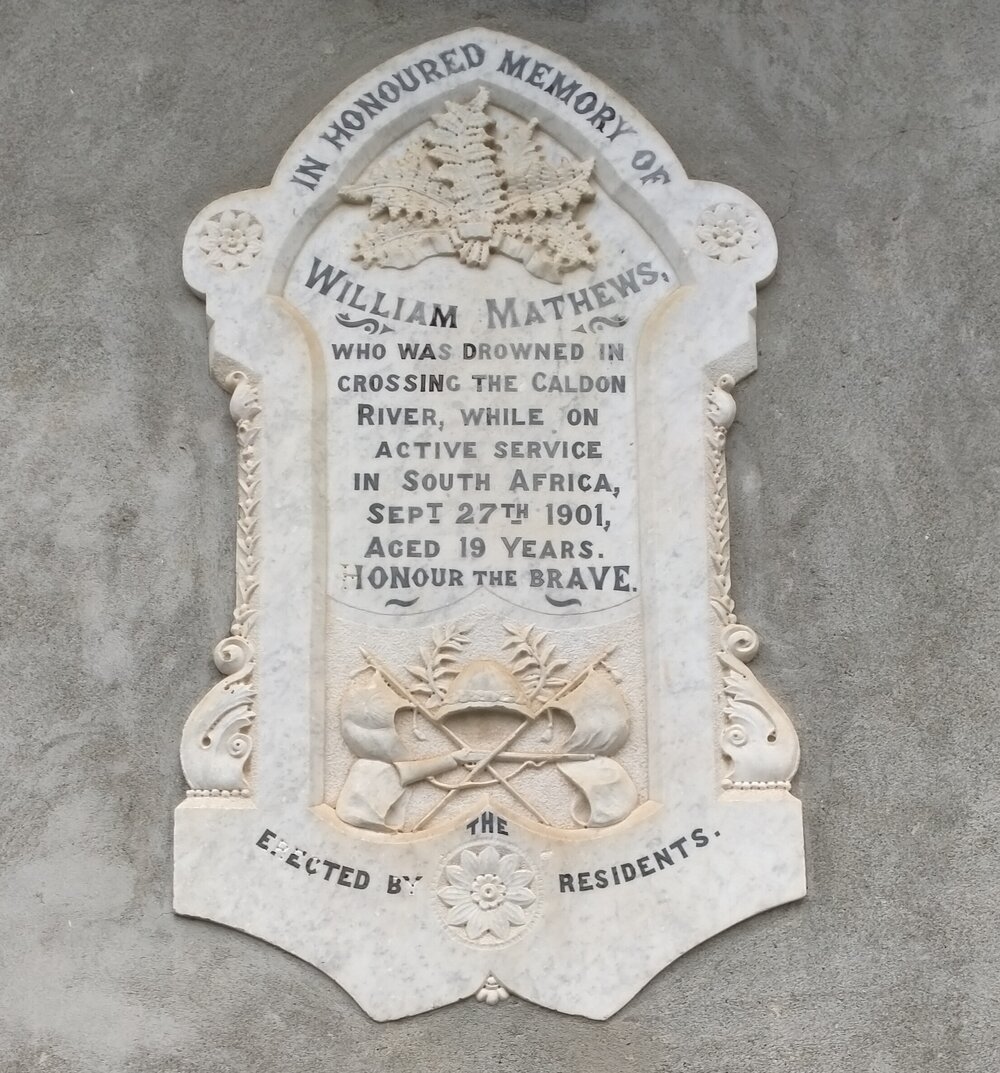 IN HONOURED MEMORY OF
WILLIAM MATHEWS,
WHO WAS DROWNED IN
CROSSING THE CALDON
RIVER, WHILE ON
ACTIVE SERVICE
IN SOUTH AFRICA,
SEPT 27TH 1901,
AGED 19 YEARS.
HONOUR THE BRAVE.
ERECTED BY THE RESIDENTS.